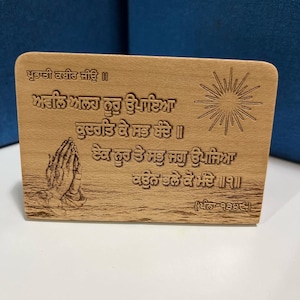 ਪ੍ਰਭਾਤੀ ਕਬੀਰ ਜੀਉ ॥
ਅਵਲਿ ਅਲਹ ਨੂਰੁ ਉਪਾਇਆ
ਕੁਦਰਤਿ ਕੇ ਸਭ ਬੰਦੇ ॥
ਏਕ ਨੂਰ ਤੇ ਸਭੁ ਜਗੁ ਉਪਜਿਆ
ਕਉਨ ਭਲੇ ਕੋ ਮੰਦੇ ॥੧॥